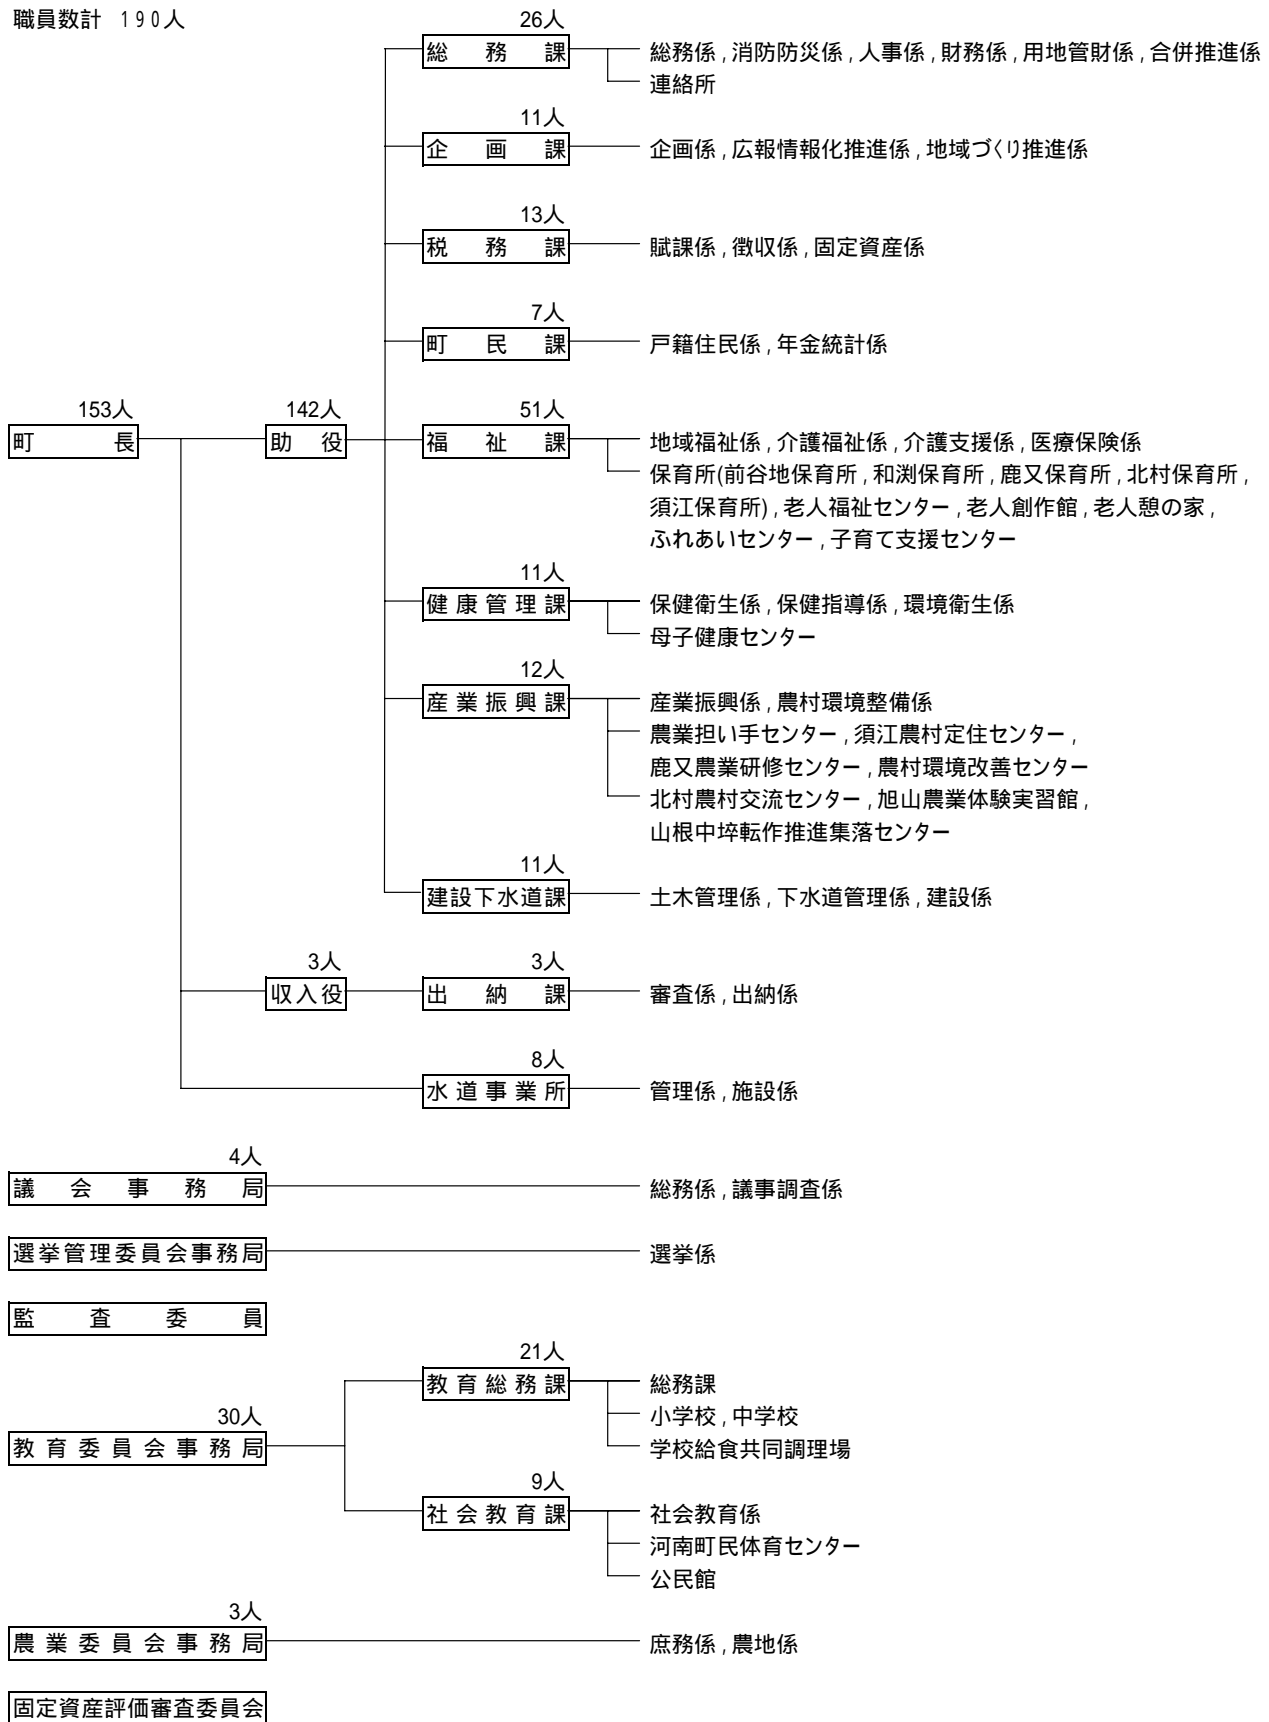 職員数計 190人
26人
総務課
総務係,消防防災係,人事係,財務係,用地管財係,合併推進係
連絡所
11人
企画課
企画係,広報情報化推進係,地域づくり推進係
13人
税務課
賦課係,徴収係,固定資産係
7人
町民課
戸籍住民係,年金統計係
153人
町長
142人
助役
51人
福祉課
地域福祉係,介護福祉係,介護支援係,医療保険係
保育所(前谷地保育所,和渕保育所,鹿又保育所,北村保育所,
須江保育所),老人福祉センター,老人創作館,老人憩の家,
ふれあいセンター,子育て支援センター
11人
健康管理課
保健衛生係,保健指導係,環境衛生係
母子健康センター
12人
産業振興課
産業振興係,農村環境整備係
農業担い手センター,須江農村定住センター,
鹿又農業研修センター,農村環境改善センター
北村農村交流センター,旭山農業体験実習館,
山根中埣転作推進集落センター
11人
建設下水道課
土木管理係,下水道管理係,建設係
3人
収入役
3人
出納課
審査係,出納係
8人
水道事業所
管理係,施設係
4人
議会事務局
総務係,議事調査係
選挙管理委員会事務局
選挙係
監査委員
21人
教育総務課
総務課
小学校,中学校
学校給食共同調理場
30人
教育委員会事務局
9人
社会教育課
社会教育係
河南町民体育センター
公民館
3人
農業委員会事務局
庶務係,農地係
固定資産評価審査委員会